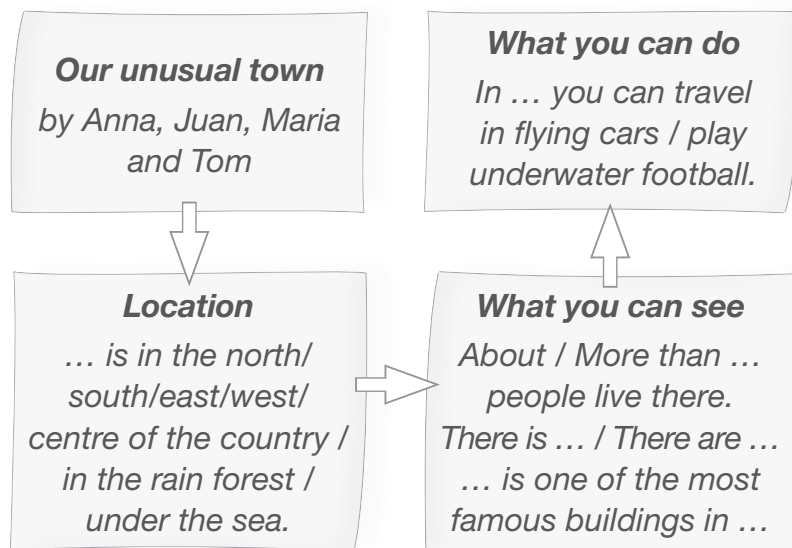 Our unusual town
by Anna, Juan, Maria
and Tom
Location
… is in the north/
south/east/west/
centre of the country /
in the rain forest /
under the sea.
What you can see
About / More than …
people live there.
There is … / There are …
… is one of the most
famous buildings in …
What you can do
In … you can travel
in flying cars / play
underwater football.